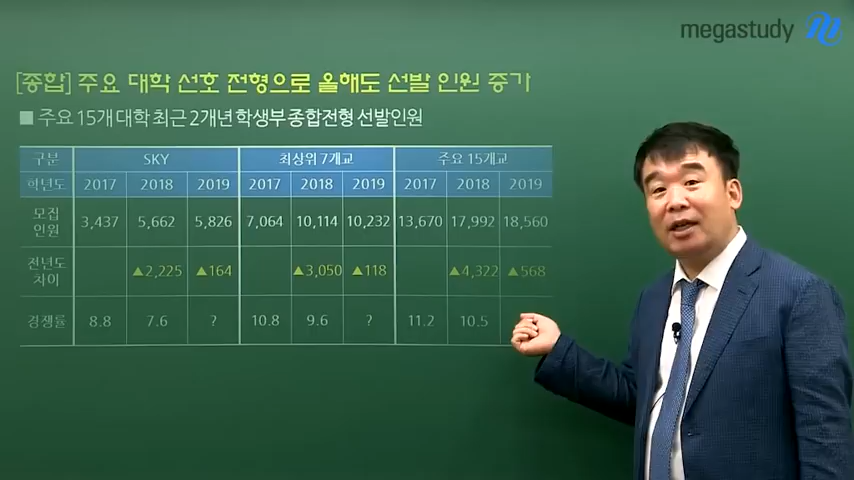 megastudy
[종합] 주요 대학 선호 전형으로 올해도 선발 인원 증가
■ 주요 15개 대학 최근 2개년 학생부 종합전형 선발인원
구분 SKY 최상위 7개교 주요 15개교
학년도 2017 2018 2019 2017 2018 2019 2017 2018 2019
모집
인원 3,437 5,662 5,826 7,064 10,114 10,232 13,670 17,992 18,560
전년도
차이 ▲2,225 ▲164 ▲3,050 ▲118 ▲4,322 ▲568
경쟁률 8.8 7.6 ? 10.8 9.6 ? 11.2 10.5